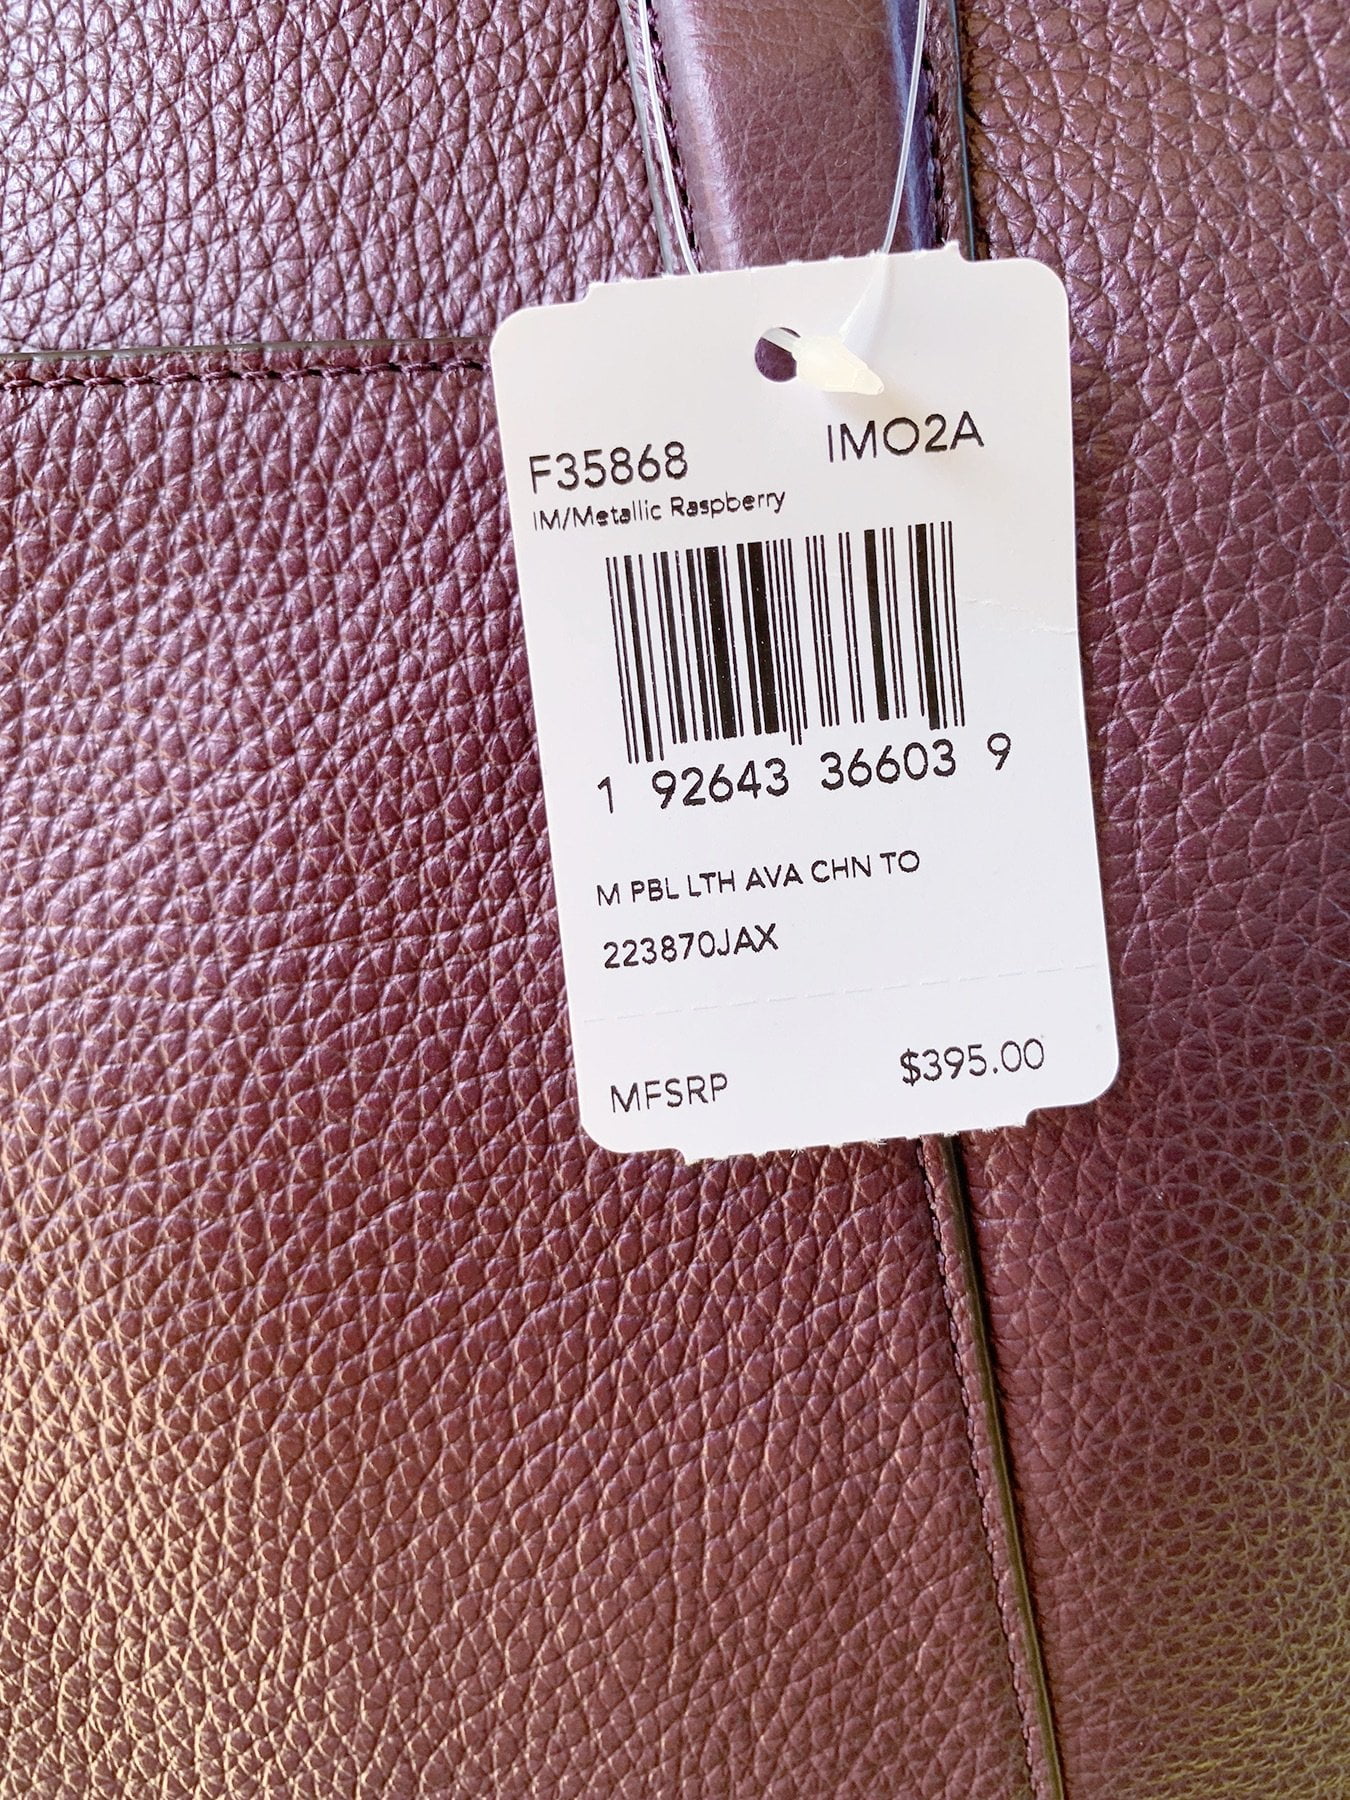 F35868 IMO2A
IM/Metallic Raspberry
1 92643 36603 9
M PBL LTH AVA CHN TO
223870JAX
MFSRP $395.00